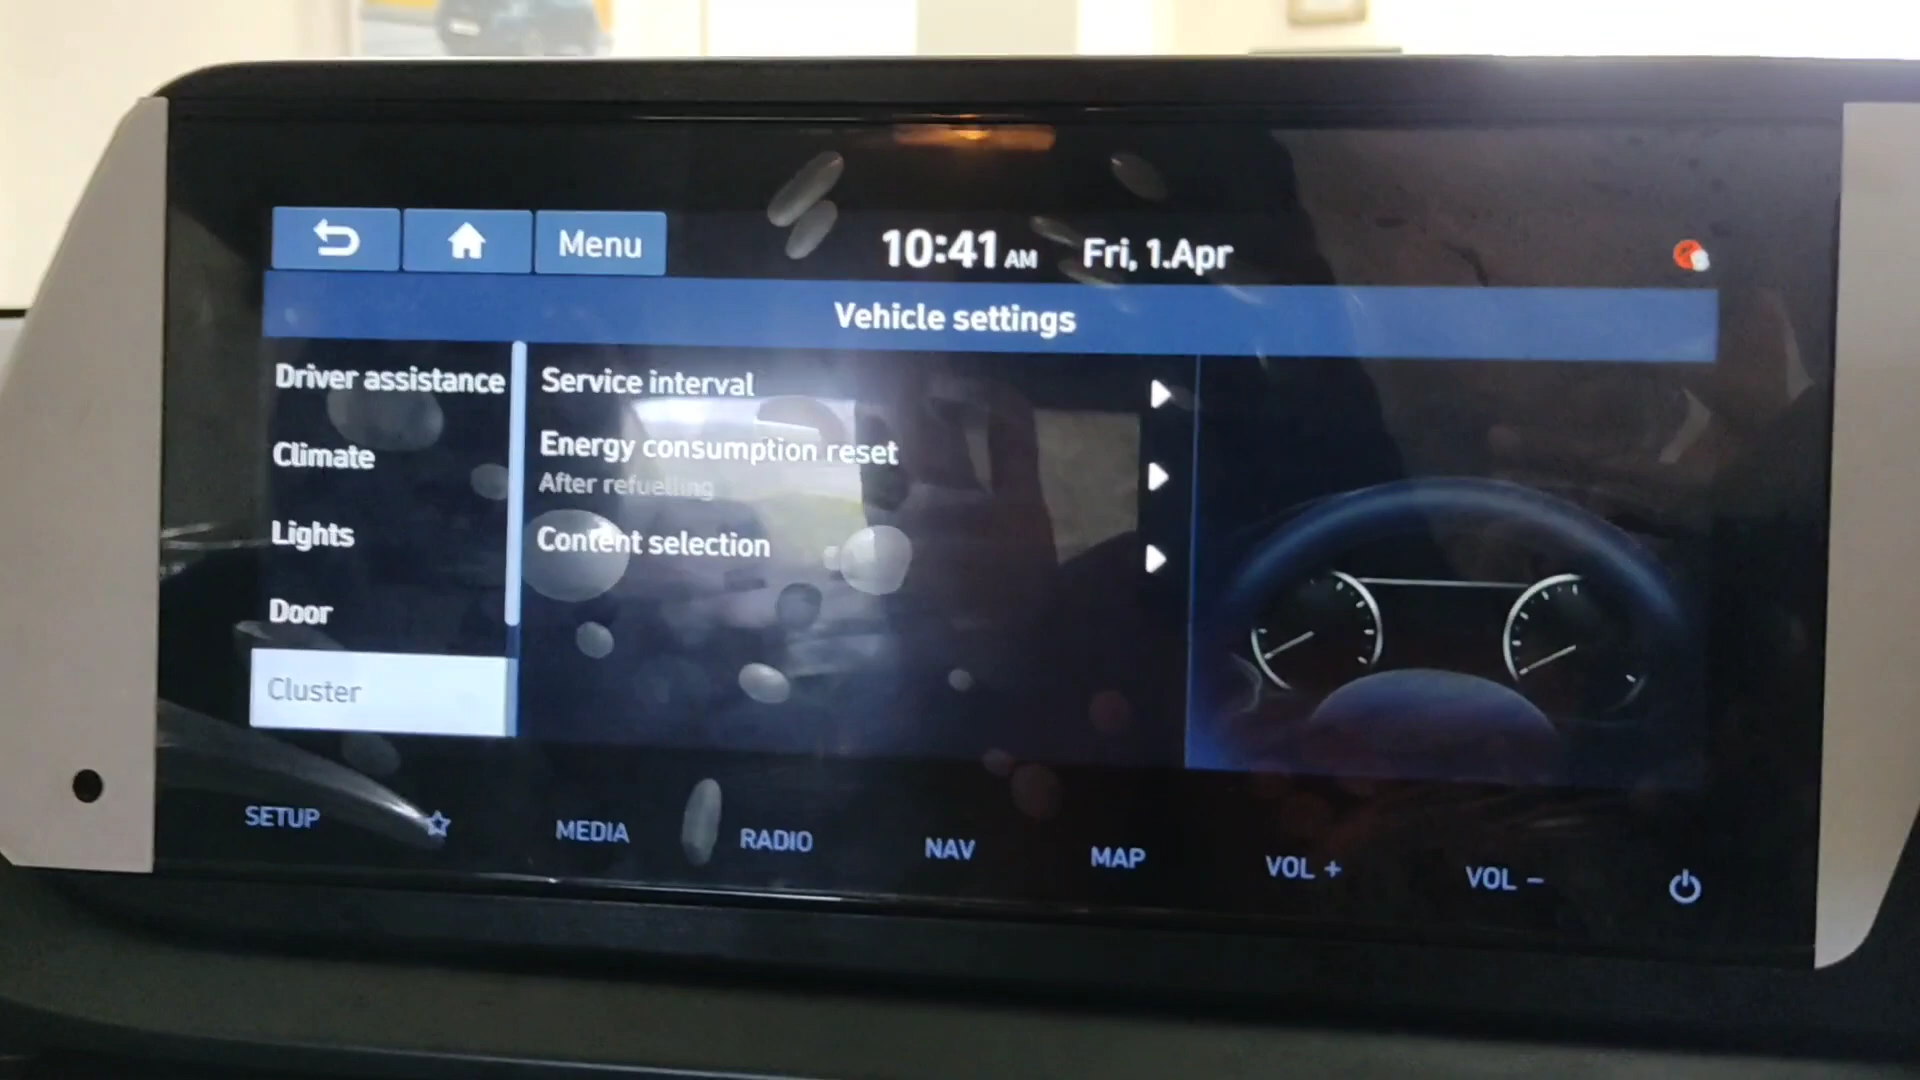 Menu
10:41 AM
Fri, 1.Apr
Vehicle settings
Driver assistance
Climate
Lights
Door
Cluster
Service interval
Energy consumption reset
After refuelling
Content selection
SETUP
MEDIA
RADIO
NAV
MAP
VOL +
VOL −